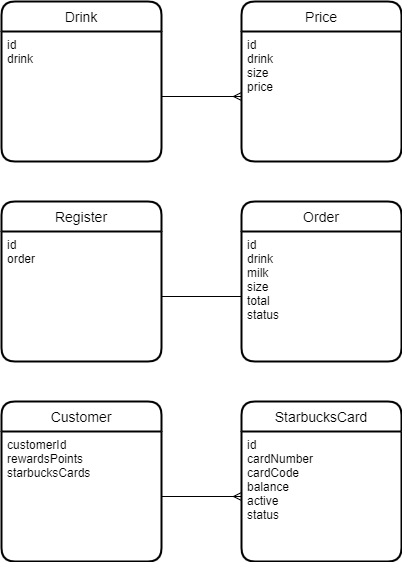 Drink
id
drink
Price
id
drink
size
price
Register
id
order
Order
id
drink
milk
size
total
status
Customer
customerId
rewardsPoints
starbucksCards
StarbucksCard
id
cardNumber
cardCode
balance
active
status